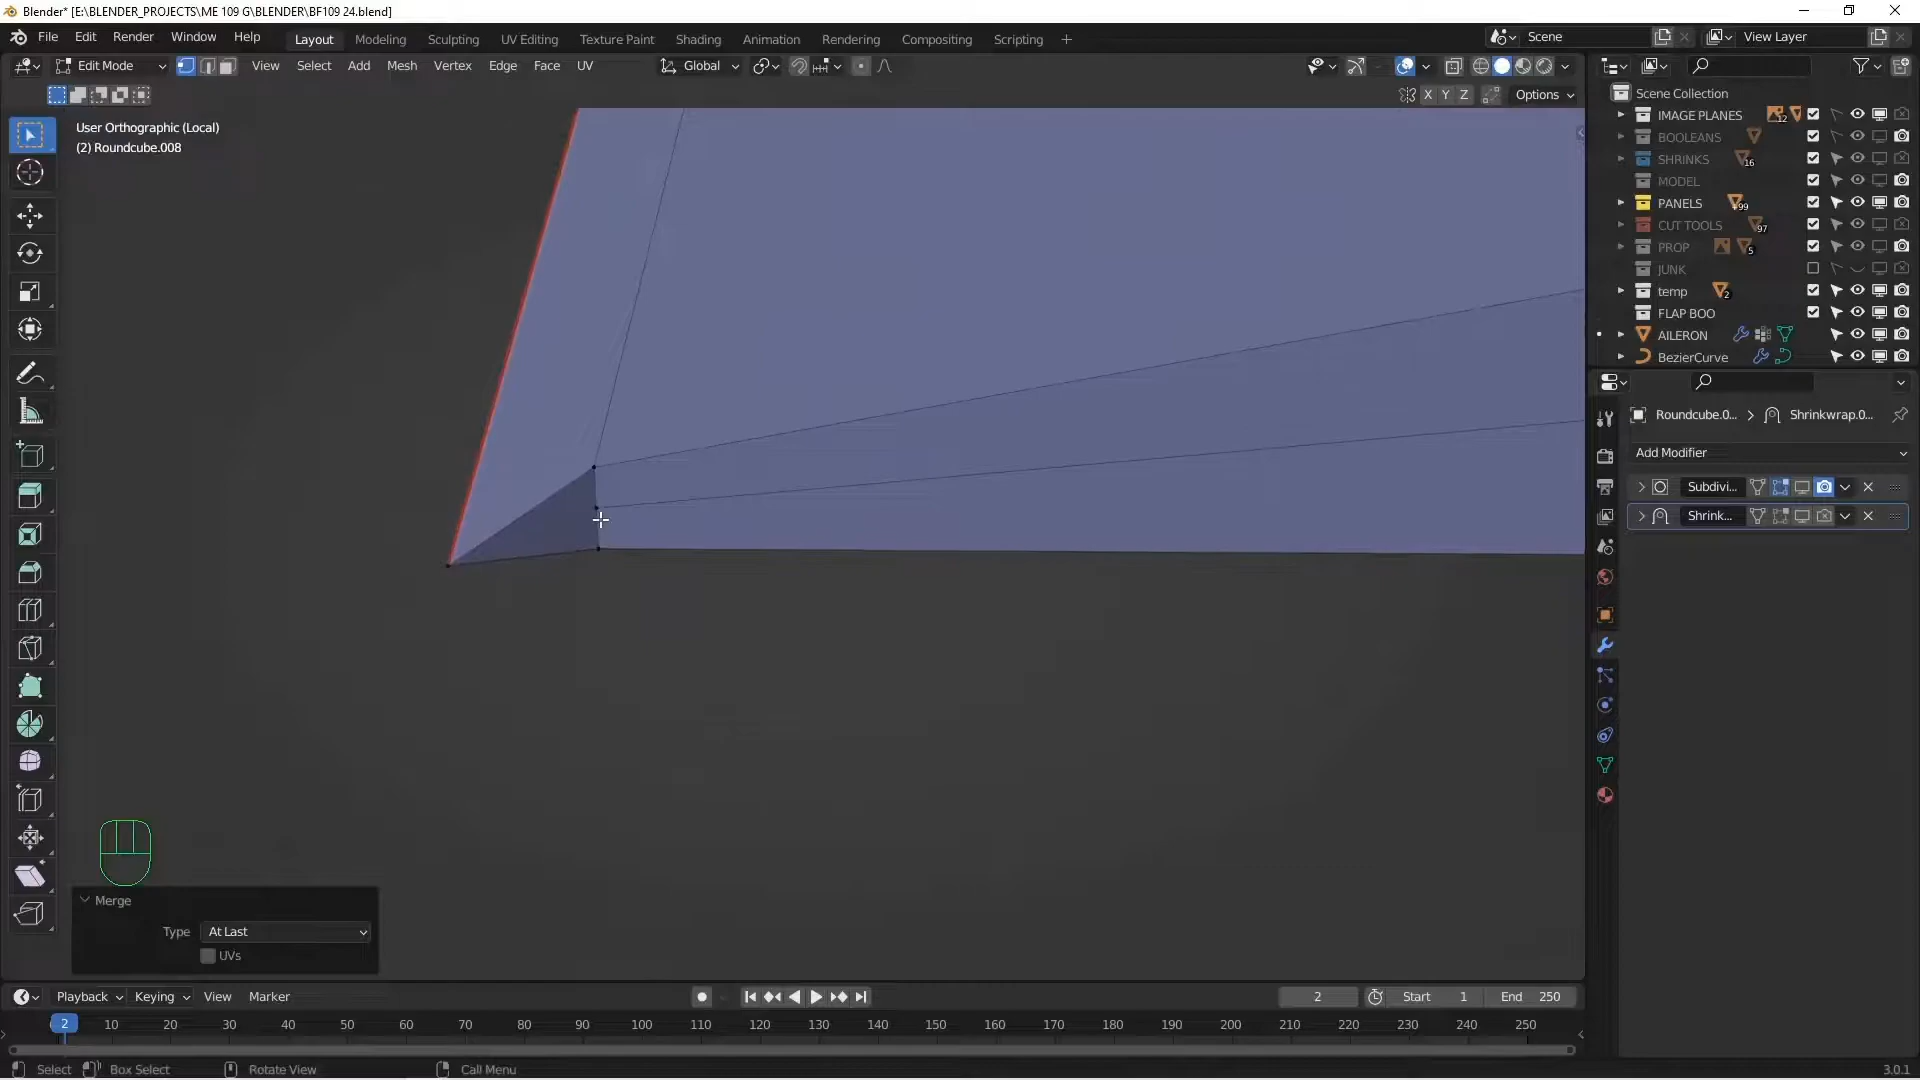 Blender* [E:\BLENDER_PROJECTS\ME 109 G\BLENDER\BF109 24.blend]
File Edit Render Window Help Layout Modeling Sculpting UV Editing Texture Paint Shading Animation Rendering Compositing Scripting + Scene View Layer
Edit Mode View Select Add Mesh Vertex Edge Face UV Global
X Y Z Options
User Orthographic (Local)
(2) Roundcube.008
Scene Collection
IMAGE PLANES 12
BOOLEANS
SHRINKS 16
MODEL
PANELS +99
CUT TOOLS 97
PROP 5
JUNK
temp 2
FLAP BOO
AILERON
BezierCurve
Roundcube.0... > Shrinkwrap.0...
Add Modifier
Subdivi...
Shrink...
Merge
Type At Last
UVs
Playback Keying View Marker 2 Start 1 End 250
2 10 20 30 40 50 60 70 80 90 100 110 120 130 140 150 160 170 180 190 200 210 220 230 240 250
Select Box Select Rotate View Call Menu 3.0.1